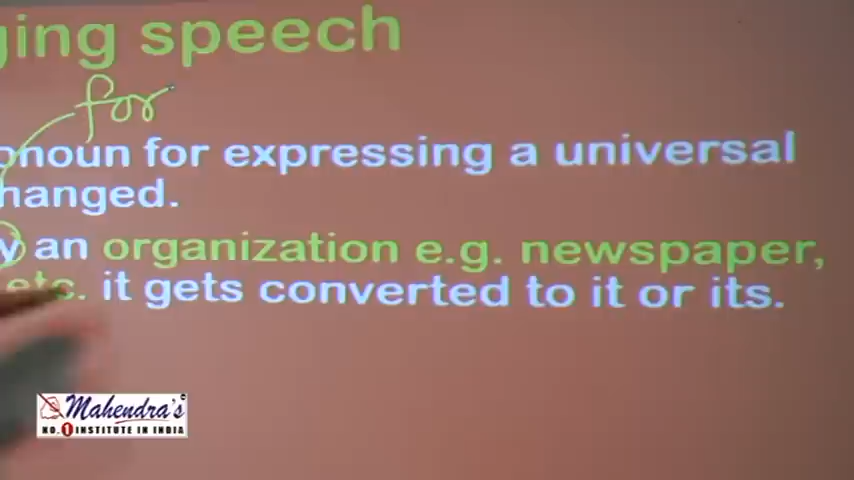 ging speech
for
onoun for expressing a universal
hanged.
y an organization e.g. newspaper,
etc. it gets converted to it or its.
Mahendra's
NO. 1 INSTITUTE IN INDIA